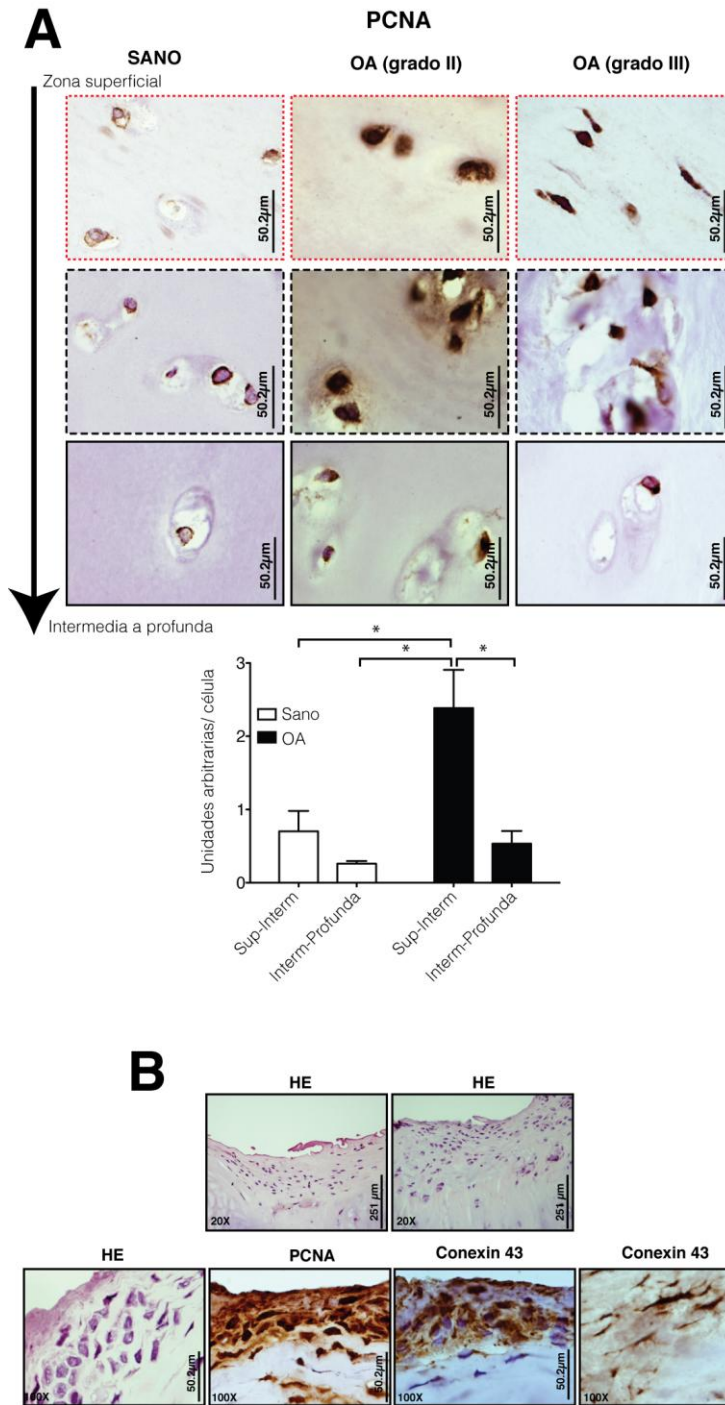 A
PCNA
SANO
OA (grado II)
OA (grado III)
Zona superficial
50.2µm
50.2µm
50.2µm
50.2µm
50.2µm
50.2µm
50.2µm
50.2µm
50.2µm
Intermedia a profunda
*
*
*
Unidades arbitrarias/ célula
3
2
1
0
Sano
OA
Sup-Interm
Interm-Profunda
Sup-Interm
Interm-Profunda
B
HE
HE
20X
251 µm
20X
251 µm
HE
PCNA
Conexin 43
Conexin 43
100X
50.2µm
100X
50.2µm
100X
50.2µm
100X
50.2µm